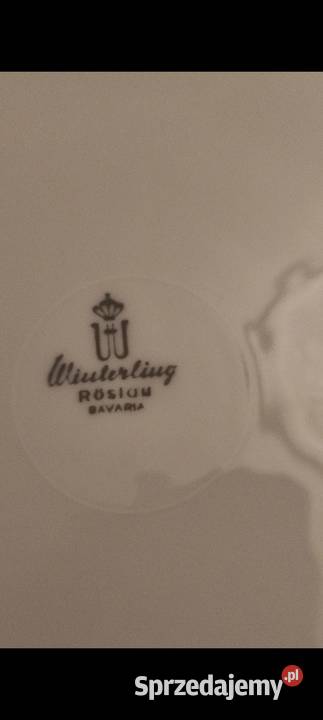 W
Winterling
Röslau
BAVARIA
Sprzedajemy.pl